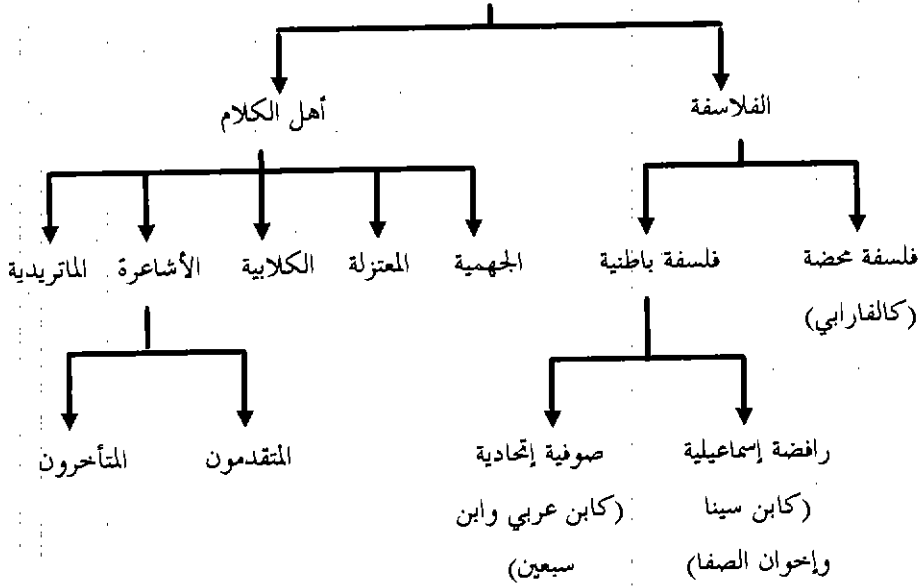 الفلاسفة
أهل الكلام
فلسفة محضة
(كالفارابي)
فلسفة باطنية
الجهمية
المعتزلة
الكلابية
الأشاعرة
الماتريدية
رافضة إسماعيلية
(كابن سينا
وإخوان الصفا)
صوفية إتحادية
(كابن عربي وابن
سبعين)
المتقدمون
المتأخرون